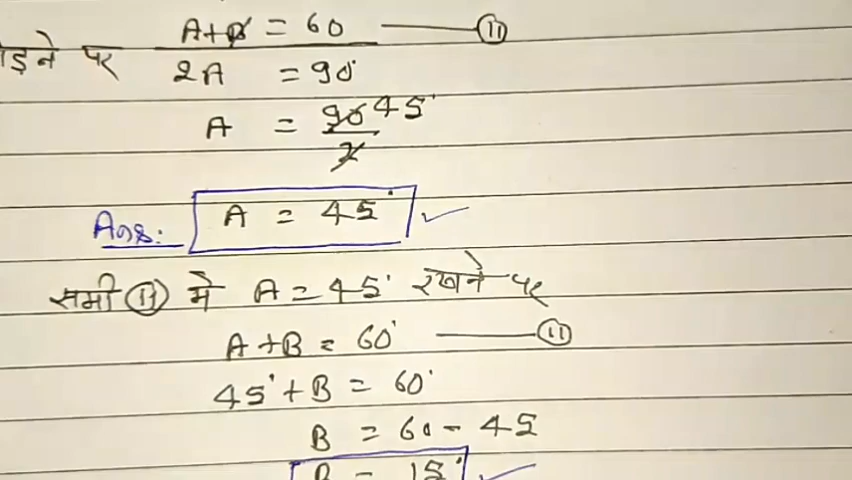 A+B = 60 —— (11)
ड़ने पर 2A = 90°
A = 90 45°
2
Ans: A = 45° ✓
समी (11) मे A = 45° रखने पर
A+B = 60° —— (11)
45°+B = 60°
B = 60 - 45
B = 15° ✓